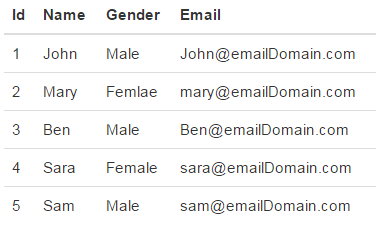 Id Name Gender Email
1 John Male John@emailDomain.com
2 Mary Femlae mary@emailDomain.com
3 Ben Male Ben@emailDomain.com
4 Sara Female sara@emailDomain.com
5 Sam Male sam@emailDomain.com